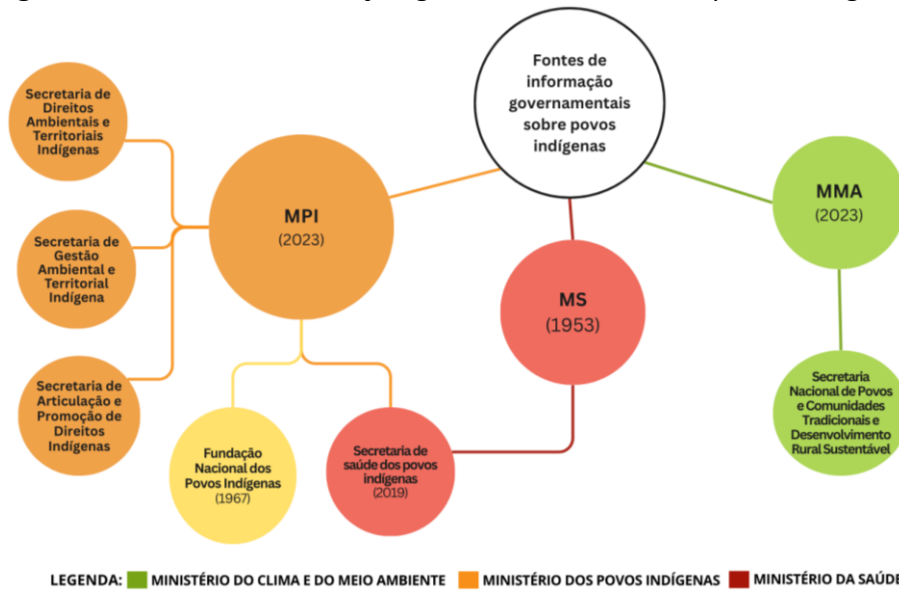 Fontes de
informação
governamentais
sobre povos
indígenas
Secretaria de
Direitos
Ambientais e
Territoriais
Indígenas
MPI
(2023)
MMA
(2023)
Secretaria de
Gestão
Ambiental e
Territorial
Indígena
MS
(1953)
Secretaria de
Articulação e
Promoção de
Direitos
Indígenas
Fundação
Nacional dos
Povos Indígenas
(1967)
Secretaria de
saúde dos povos
indígenas
(2019)
Secretaria
Nacional de Povos
e Comunidades
Tradicionais e
Desenvolvimento
Rural Sustentável
LEGENDA: MINISTÉRIO DO CLIMA E DO MEIO AMBIENTE MINISTÉRIO DOS POVOS INDÍGENAS MINISTÉRIO DA SAÚDE